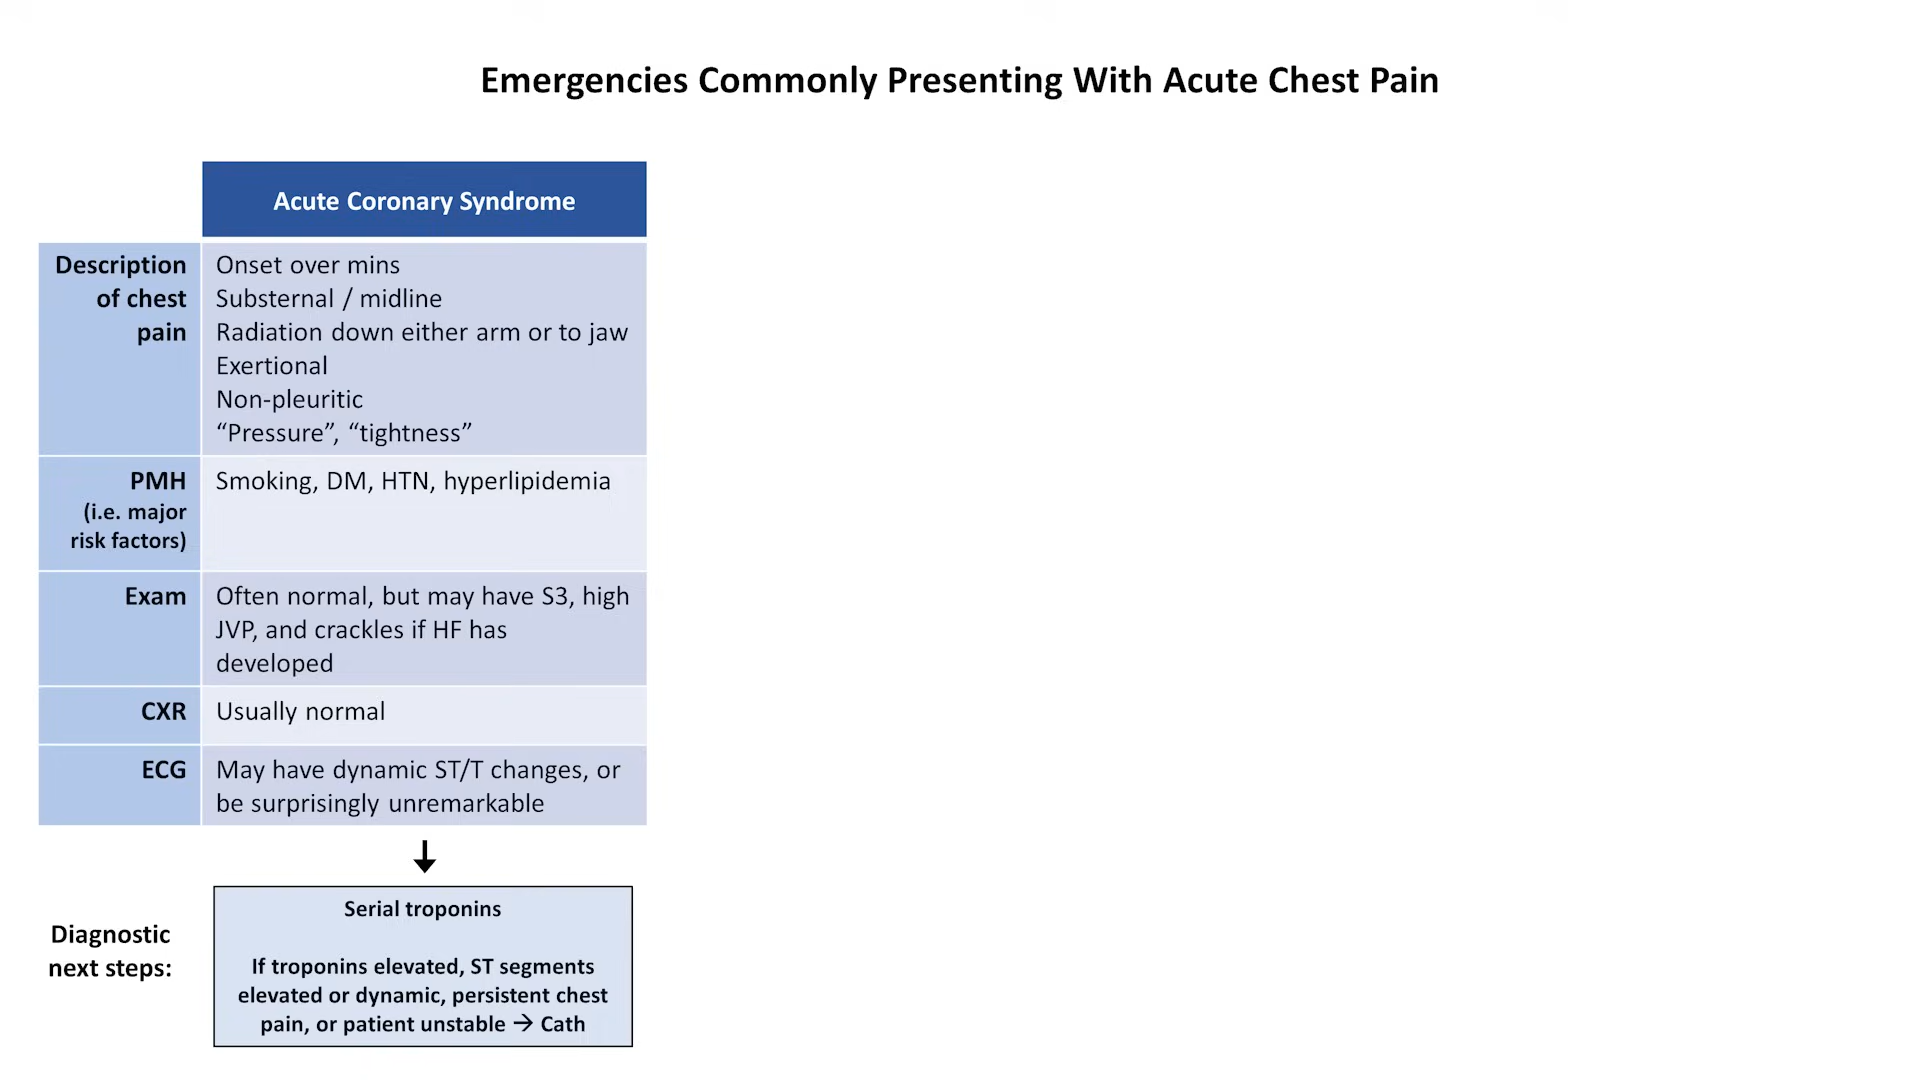 Emergencies Commonly Presenting With Acute Chest Pain
Acute Coronary Syndrome
Description
of chest
pain
Onset over mins
Substernal / midline
Radiation down either arm or to jaw
Exertional
Non-pleuritic
“Pressure”, “tightness”
PMH
(i.e. major
risk factors)
Smoking, DM, HTN, hyperlipidemia
Exam
Often normal, but may have S3, high
JVP, and crackles if HF has
developed
CXR
Usually normal
ECG
May have dynamic ST/T changes, or
be surprisingly unremarkable
Diagnostic
next steps:
Serial troponins
If troponins elevated, ST segments
elevated or dynamic, persistent chest
pain, or patient unstable → Cath